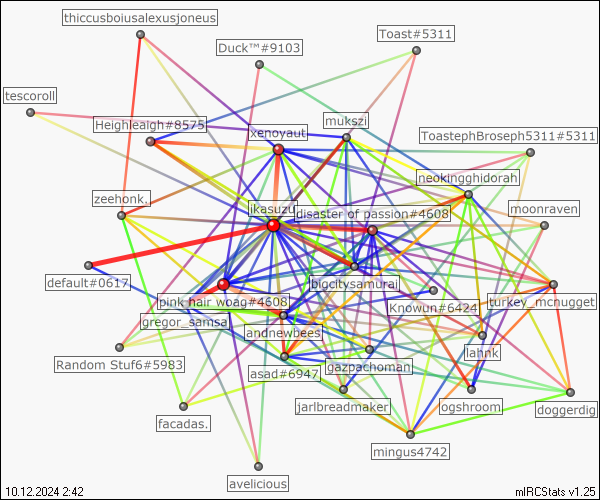 thiccusboiusalexusjoneus
Duck™#9103
Toast#5311
tescoroll
Heighleaigh#8575
xenoyaut
mukszi
ToastephBroseph5311#5311
neokingghidorah
zeehonk.
ikasuzu
disaster of passion#4608
moonraven
default#0617
bigcitysamurai
pink hair woag#4608
Knowun#6424
turkey_mcnugget
gregor_samsa
andnewbees
Random Stuf6#5983
lahnk
asad#6947
gazpachoman
jarlbreadmaker
ogshroom
doggerdig
facadas.
mingus4742
avelicious
10.12.2024 2:42
mIRCStats v1.25